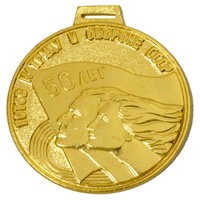 ГОТОВ К ТРУДУ И ОБОРОНЕ СССР
50 ЛЕТ